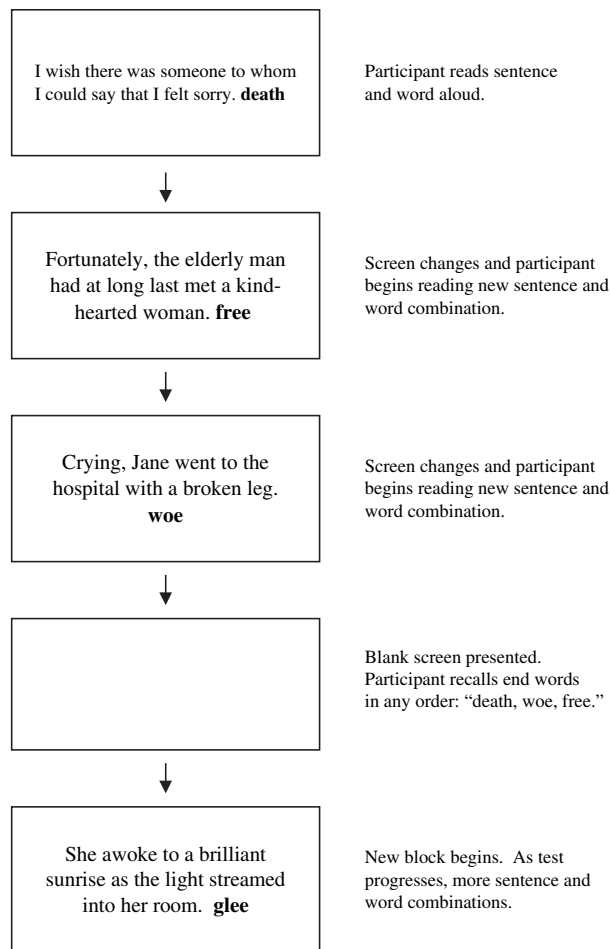 I wish there was someone to whom
I could say that I felt sorry. death
Participant reads sentence
and word aloud.
Fortunately, the elderly man
had at long last met a kind-
hearted woman. free
Screen changes and participant
begins reading new sentence and
word combination.
Crying, Jane went to the
hospital with a broken leg.
woe
Screen changes and participant
begins reading new sentence and
word combination.
Blank screen presented.
Participant recalls end words
in any order: “death, woe, free.”
She awoke to a brilliant
sunrise as the light streamed
into her room. glee
New block begins. As test
progresses, more sentence and
word combinations.